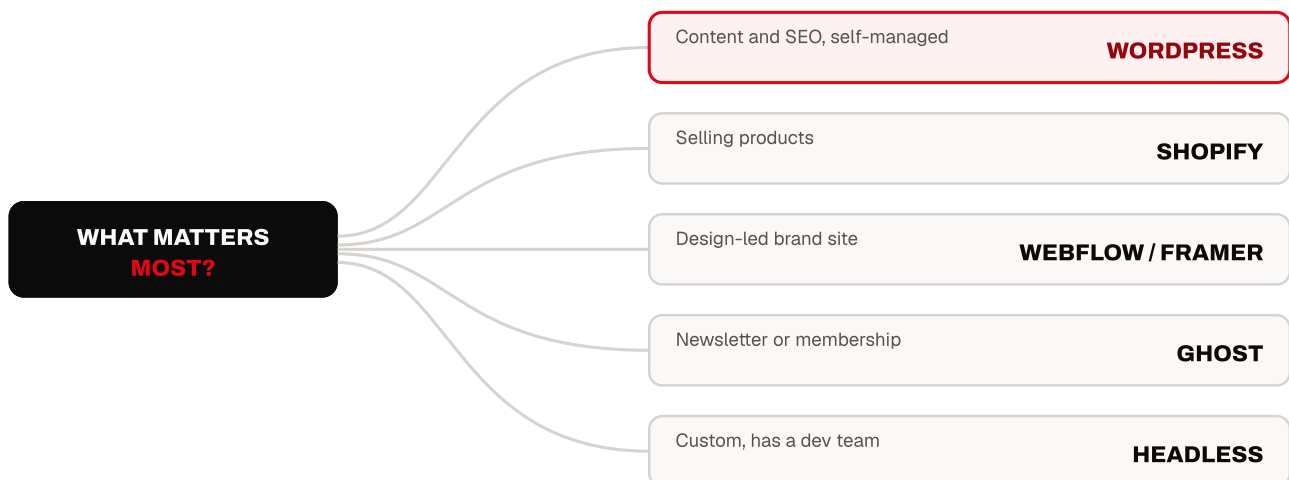 Content and SEO, self-managed
WORDPRESS
Selling products
SHOPIFY
WHAT MATTERS
MOST?
Design-led brand site
WEBFLOW / FRAMER
Newsletter or membership
GHOST
Custom, has a dev team
HEADLESS